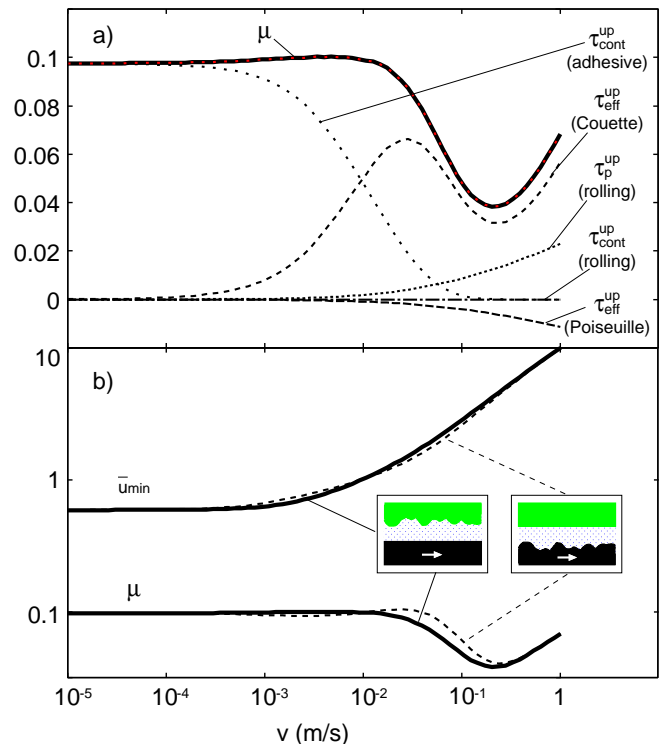 a)
μ
τ^up_cont
(adhesive)
τ^up_eff
(Couette)
τ^up_p
(rolling)
τ^up_cont
(rolling)
τ^up_eff
(Poiseuille)
0.1
0.08
0.06
0.04
0.02
0
b)
10
1
0.1
ū_min
μ
10^-5
10^-4
10^-3
10^-2
10^-1
1
v (m/s)